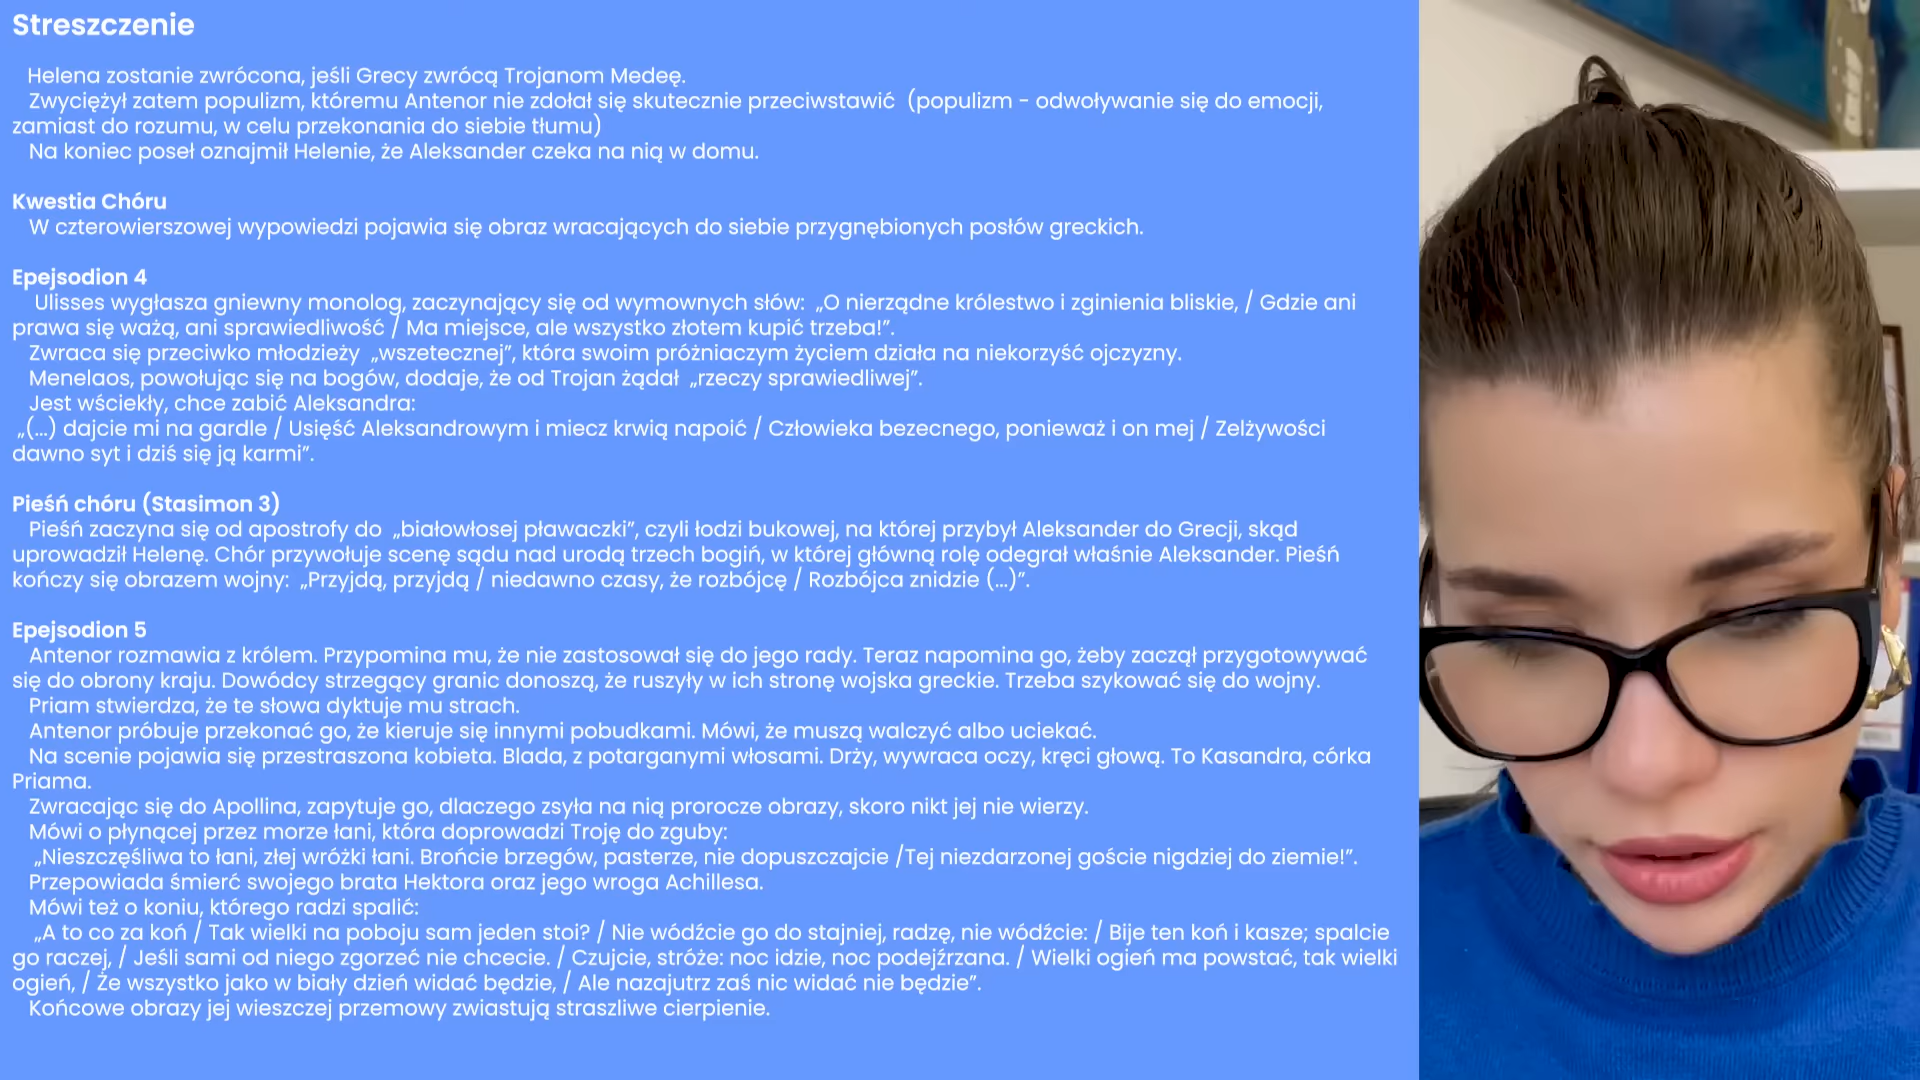 Streszczenie
Helena zostanie zwrócona, jeśli Grecy zwrócą Trojanom Medeę.
Zwyciężył zatem populizm, któremu Antenor nie zdołał się skutecznie przeciwstawić (populizm - odwoływanie się do emocji,
zamiast do rozumu, w celu przekonania do siebie tłumu)
Na koniec poseł oznajmił Helenie, że Aleksander czeka na nią w domu.
Kwestia Chóru
W czterowierszowej wypowiedzi pojawia się obraz wracających do siebie przygnębionych posłów greckich.
Epejsodion 4
Ulisses wygłasza gniewny monolog, zaczynający się od wymownych słów: „O nierządne królestwo i zginienia bliskie, / Gdzie ani
prawa się ważą, ani sprawiedliwość / Ma miejsce, ale wszystko złotem kupić trzeba!”.
Zwraca się przeciwko młodzieży „wszetecznej”, która swoim próżniaczym życiem działa na niekorzyść ojczyzny.
Menelaos, powołując się na bogów, dodaje, że od Trojan żądał „rzeczy sprawiedliwej”.
Jest wściekły, chce zabić Aleksandra:
„(...) dajcie mi na gardle / Usięść Aleksandrowym i miecz krwią napoić / Człowieka bezecnego, ponieważ i on mej / Zelżywości
dawno syt i dziś się ją karmi”.
Pieśń chóru (Stasimon 3)
Pieśń zaczyna się od apostrofy do „białowłosej pławaczki”, czyli łodzi bukowej, na której przybył Aleksander do Grecji, skąd
uprowadził Helenę. Chór przywołuje scenę sądu nad urodą trzech bogiń, w której główną rolę odegrał właśnie Aleksander. Pieśń
kończy się obrazem wojny: „Przyjdą, przyjdą / niedawno czasy, że rozbójcę / Rozbójca znidzie (...)”.
Epejsodion 5
Antenor rozmawia z królem. Przypomina mu, że nie zastosował się do jego rady. Teraz napomina go, żeby zaczął przygotowywać
się do obrony kraju. Dowódcy strzegący granic donoszą, że ruszyły w ich stronę wojska greckie. Trzeba szykować się do wojny.
Priam stwierdza, że te słowa dyktuje mu strach.
Antenor próbuje przekonać go, że kieruje się innymi pobudkami. Mówi, że muszą walczyć albo uciekać.
Na scenie pojawia się przestraszona kobieta. Blada, z potarganymi włosami. Drży, wywraca oczy, kręci głową. To Kasandra, córka
Priama.
Zwracając się do Apollina, zapytuje go, dlaczego zsyła na nią prorocze obrazy, skoro nikt jej nie wierzy.
Mówi o płynącej przez morze łani, która doprowadzi Troję do zguby:
„Nieszczęśliwa to łani, złej wróżki łani. Brońcie brzegów, pasterze, nie dopuszczajcie /Tej niezdarzonej goście nigdziej do ziemie!”.
Przepowiada śmierć swojego brata Hektora oraz jego wroga Achillesa.
Mówi też o koniu, którego radzi spalić:
„A to co za koń / Tak wielki na poboju sam jeden stoi? / Nie wódźcie go do stajniej, radzę, nie wódźcie: / Bije ten koń i kasze; spalcie
go raczej, / Jeśli sami od niego zgorzeć nie chcecie. / Czujcie, stróże: noc idzie, noc podejźrzana. / Wielki ogień ma powstać, tak wielki
ogień, / Że wszystko jako w biały dzień widać będzie, / Ale nazajutrz zaś nic widać nie będzie”.
Końcowe obrazy jej wieszczej przemowy zwiastują straszliwe cierpienie.